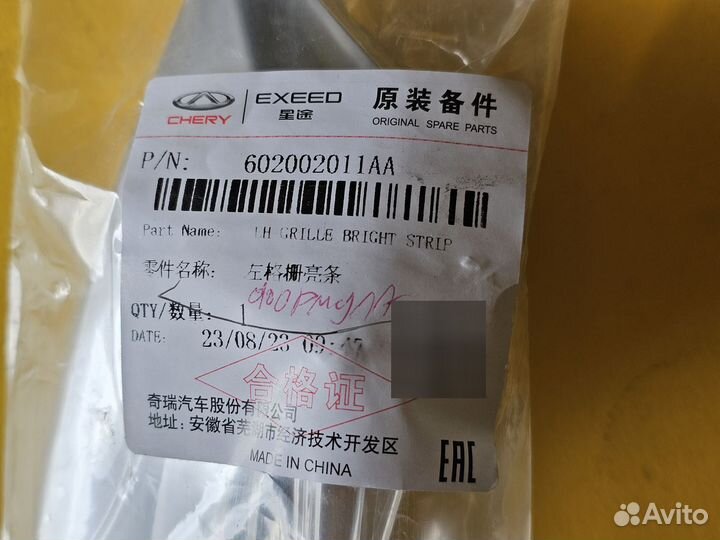 CHERY EXEED 星途 原装备件
ORIGINAL SPARE PARTS
P/N: 602002011AA
Part Name: LH GRILLE BRIGHT STRIP
零件名称: 左格栅亮条
QTY/数量: 1
DATE: 23/08/23 09:47
合格证
奇瑞汽车股份有限公司
地址: 安徽省芜湖市经济技术开发区
MADE IN CHINA
EAC
Avito